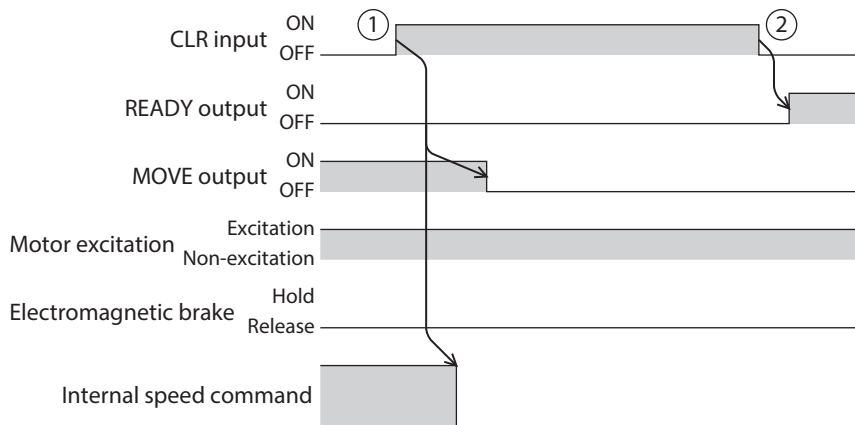 ON
CLR input
OFF
①
②
ON
READY output
OFF
ON
MOVE output
OFF
Excitation
Motor excitation
Non-excitation
Hold
Electromagnetic brake
Release
Internal speed command